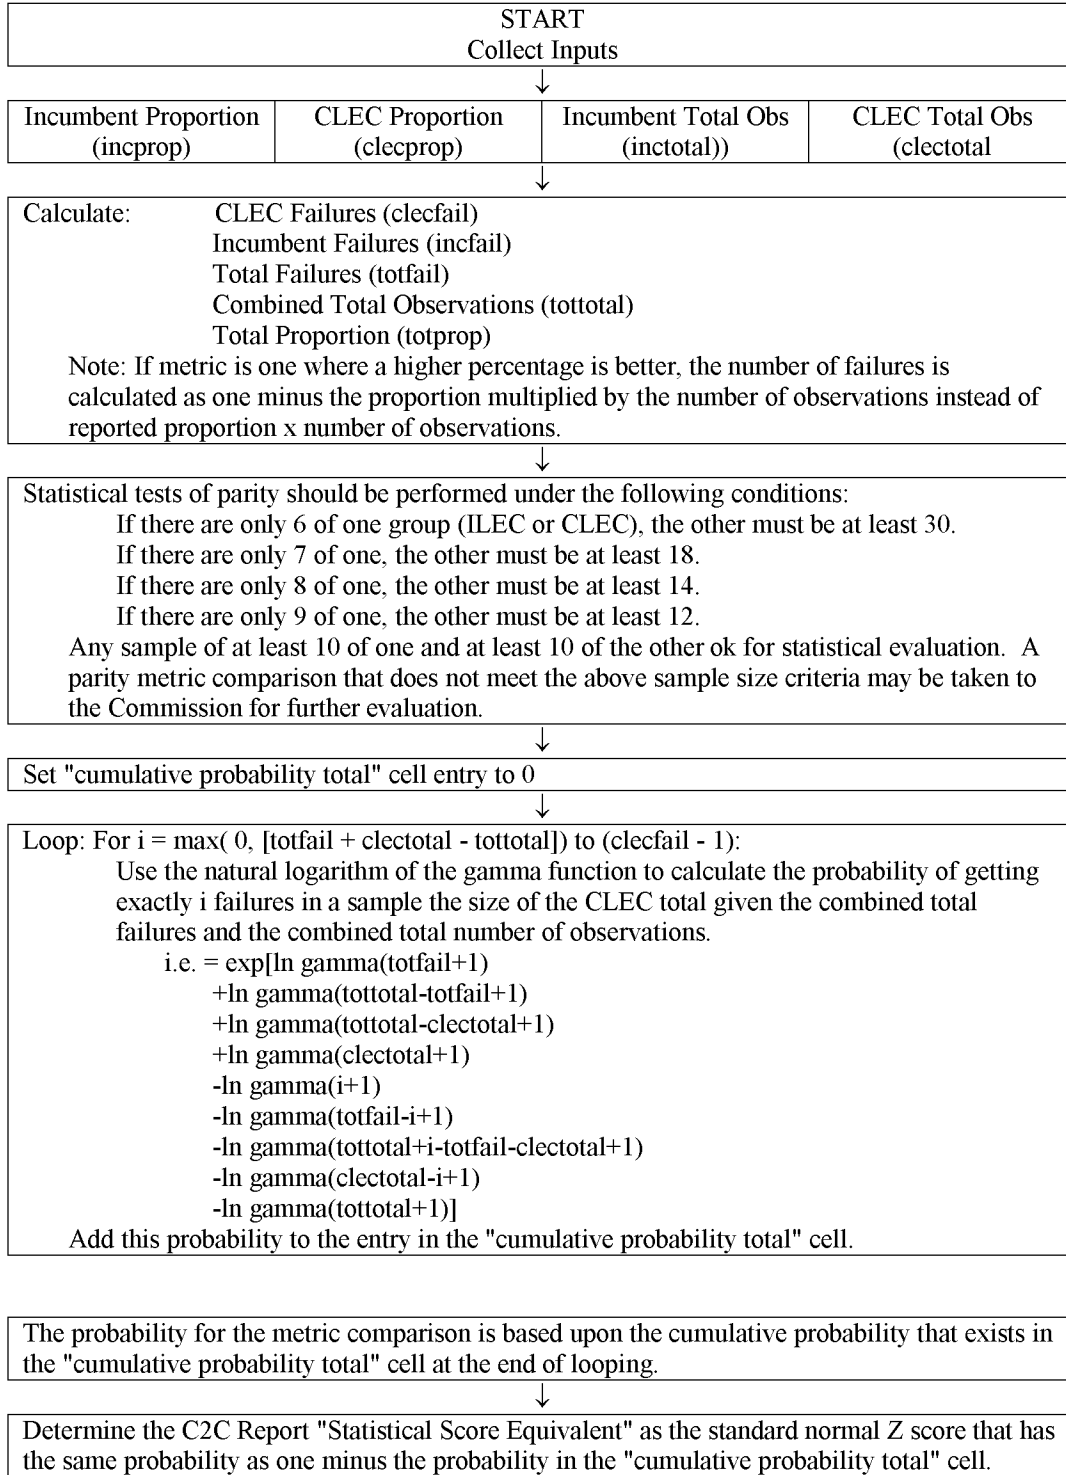 START
Collect Inputs
↓
Incumbent Proportion
(incprop)
CLEC Proportion
(clecprop)
Incumbent Total Obs
(inctotal))
CLEC Total Obs
(clectotal
↓
Calculate: CLEC Failures (clecfail)
Incumbent Failures (incfail)
Total Failures (totfail)
Combined Total Observations (tottotal)
Total Proportion (totprop)
Note: If metric is one where a higher percentage is better, the number of failures is
calculated as one minus the proportion multiplied by the number of observations instead of
reported proportion x number of observations.
↓
Statistical tests of parity should be performed under the following conditions:
If there are only 6 of one group (ILEC or CLEC), the other must be at least 30.
If there are only 7 of one, the other must be at least 18.
If there are only 8 of one, the other must be at least 14.
If there are only 9 of one, the other must be at least 12.
Any sample of at least 10 of one and at least 10 of the other ok for statistical evaluation. A
parity metric comparison that does not meet the above sample size criteria may be taken to
the Commission for further evaluation.
↓
Set "cumulative probability total" cell entry to 0
↓
Loop: For i = max( 0, [totfail + clectotal - tottotal]) to (clecfail - 1):
Use the natural logarithm of the gamma function to calculate the probability of getting
exactly i failures in a sample the size of the CLEC total given the combined total
failures and the combined total number of observations.
i.e. = exp[ln gamma(totfail+1)
+ln gamma(tottotal-totfail+1)
+ln gamma(tottotal-clectotal+1)
+ln gamma(clectotal+1)
-ln gamma(i+1)
-ln gamma(totfail-i+1)
-ln gamma(tottotal+i-totfail-clectotal+1)
-ln gamma(clectotal-i+1)
-ln gamma(tottotal+1)]
Add this probability to the entry in the "cumulative probability total" cell.
The probability for the metric comparison is based upon the cumulative probability that exists in
the "cumulative probability total" cell at the end of looping.
↓
Determine the C2C Report "Statistical Score Equivalent" as the standard normal Z score that has
the same probability as one minus the probability in the "cumulative probability total" cell.